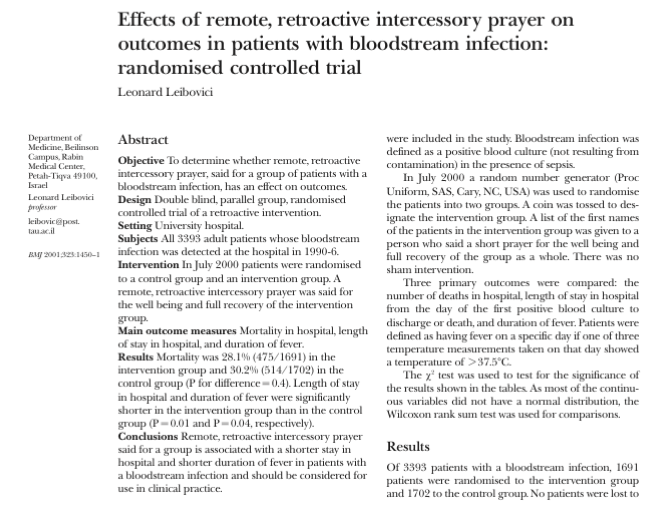 Effects of remote, retroactive intercessory prayer on
outcomes in patients with bloodstream infection:
randomised controlled trial
Leonard Leibovici
Department of
Medicine, Beilinson
Campus, Rabin
Medical Center,
Petah-Tiqva 49100,
Israel
Leonard Leibovici
professor
leibovic@post.
tau.ac.il
BMJ 2001;323:1450–1
Abstract
Objective To determine whether remote, retroactive
intercessory prayer, said for a group of patients with a
bloodstream infection, has an effect on outcomes.
Design Double blind, parallel group, randomised
controlled trial of a retroactive intervention.
Setting University hospital.
Subjects All 3393 adult patients whose bloodstream
infection was detected at the hospital in 1990-6.
Intervention In July 2000 patients were randomised
to a control group and an intervention group. A
remote, retroactive intercessory prayer was said for
the well being and full recovery of the intervention
group.
Main outcome measures Mortality in hospital, length
of stay in hospital, and duration of fever.
Results Mortality was 28.1% (475/1691) in the
intervention group and 30.2% (514/1702) in the
control group (P for difference = 0.4). Length of stay
in hospital and duration of fever were significantly
shorter in the intervention group than in the control
group (P = 0.01 and P = 0.04, respectively).
Conclusions Remote, retroactive intercessory prayer
said for a group is associated with a shorter stay in
hospital and shorter duration of fever in patients with
a bloodstream infection and should be considered for
use in clinical practice.
were included in the study. Bloodstream infection was
defined as a positive blood culture (not resulting from
contamination) in the presence of sepsis.
In July 2000 a random number generator (Proc
Uniform, SAS, Cary, NC, USA) was used to randomise
the patients into two groups. A coin was tossed to des-
ignate the intervention group. A list of the first names
of the patients in the intervention group was given to a
person who said a short prayer for the well being and
full recovery of the group as a whole. There was no
sham intervention.
Three primary outcomes were compared: the
number of deaths in hospital, length of stay in hospital
from the day of the first positive blood culture to
discharge or death, and duration of fever. Patients were
defined as having fever on a specific day if one of three
temperature measurements taken on that day showed
a temperature of >37.5°C.
The χ² test was used to test for the significance of
the results shown in the tables. As most of the continu-
ous variables did not have a normal distribution, the
Wilcoxon rank sum test was used for comparisons.
Results
Of 3393 patients with a bloodstream infection, 1691
patients were randomised to the intervention group
and 1702 to the control group. No patients were lost to